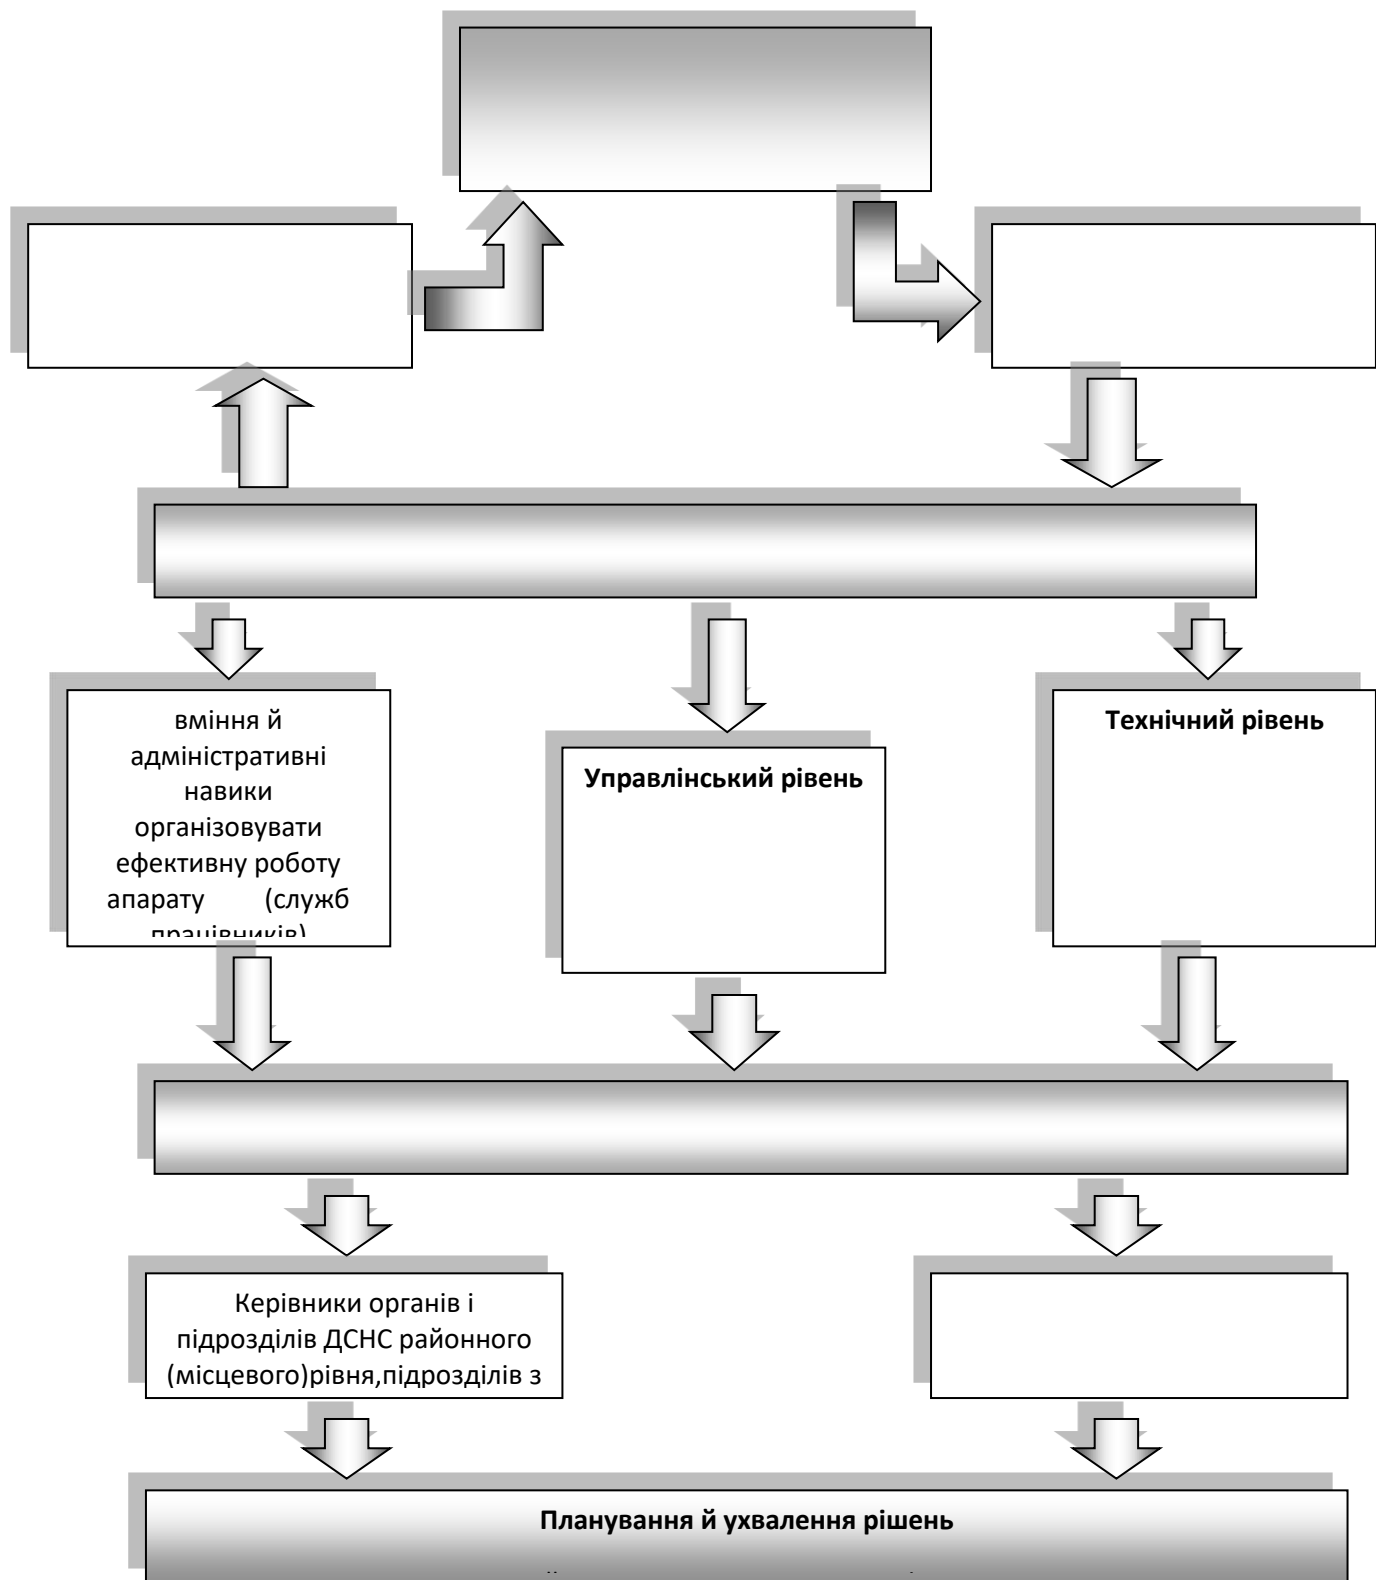 вміння й
адміністративні
навики
організовувати
ефективну роботу
апарату (служб
працівників)
Управлінський рівень
Технічний рівень
Керівники органів і
підрозділів ДСНС районного
(місцевого)рівня,підрозділів з
Планування й ухвалення рішень